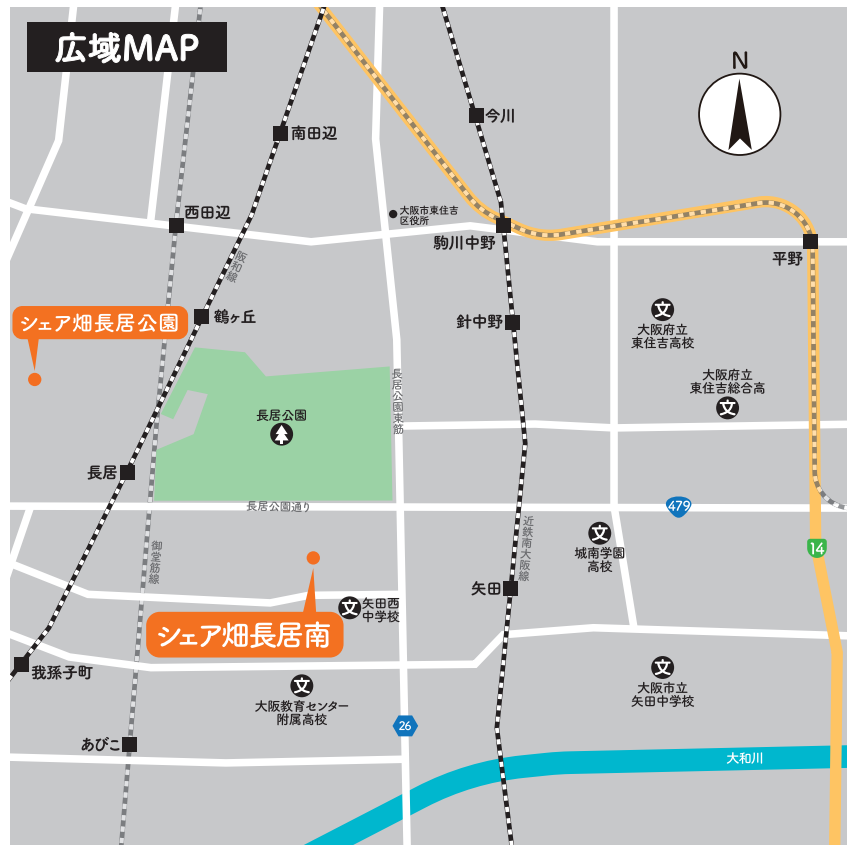 広域MAP
N
今川
南田辺
西田辺
大阪市東住吉
区役所
駒川中野
平野
阪和線
シェア畑長居公園
鶴ヶ丘
針中野
大阪府立
東住吉高校
大阪府立
東住吉総合高
文
文
長居公園東筋
長居公園
長居
長居公園通り
479
御堂筋線
近鉄南大阪線
文
城南学園
高校
14
矢田
文
矢田西
中学校
シェア畑長居南
我孫子町
文
大阪教育センター
附属高校
文
大阪市立
矢田中学校
26
あびこ
大和川